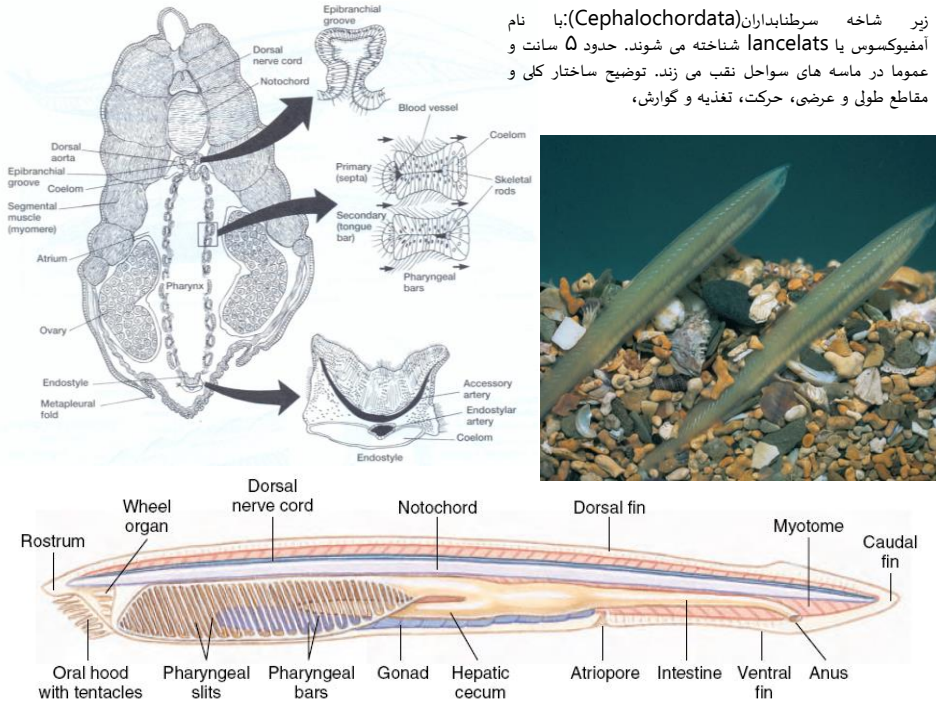 زیر شاخه سرطنابداران(Cephalochordata):با نام
آمفیوکسوس یا lancelats شناخته می شوند. حدود ۵ سانت و
عموما در ماسه های سواحل نقب می زند. توضیح ساختار کلی و
مقاطع طولی و عرضی، حرکت، تغذیه و گوارش،
Epibranchial
groove
Dorsal
nerve cord
Notochord
Blood vessel
Coelom
Dorsal
aorta
Epibranchial
groove
Coelom
Segmental
muscle
(myomere)
Primary
(septa)
Skeletal
rods
Secondary
(tongue
bar)
Pharyngeal
bars
Atrium
Pharynx
Ovary
Endostyle
Metapleural
fold
Accessory
artery
Endostylar
artery
Coelom
Endostyle
Rostrum
Wheel
organ
Dorsal
nerve cord
Notochord
Dorsal fin
Myotome
Caudal
fin
Oral hood
with tentacles
Pharyngeal
slits
Pharyngeal
bars
Gonad
Hepatic
cecum
Atriopore
Intestine
Ventral
fin
Anus